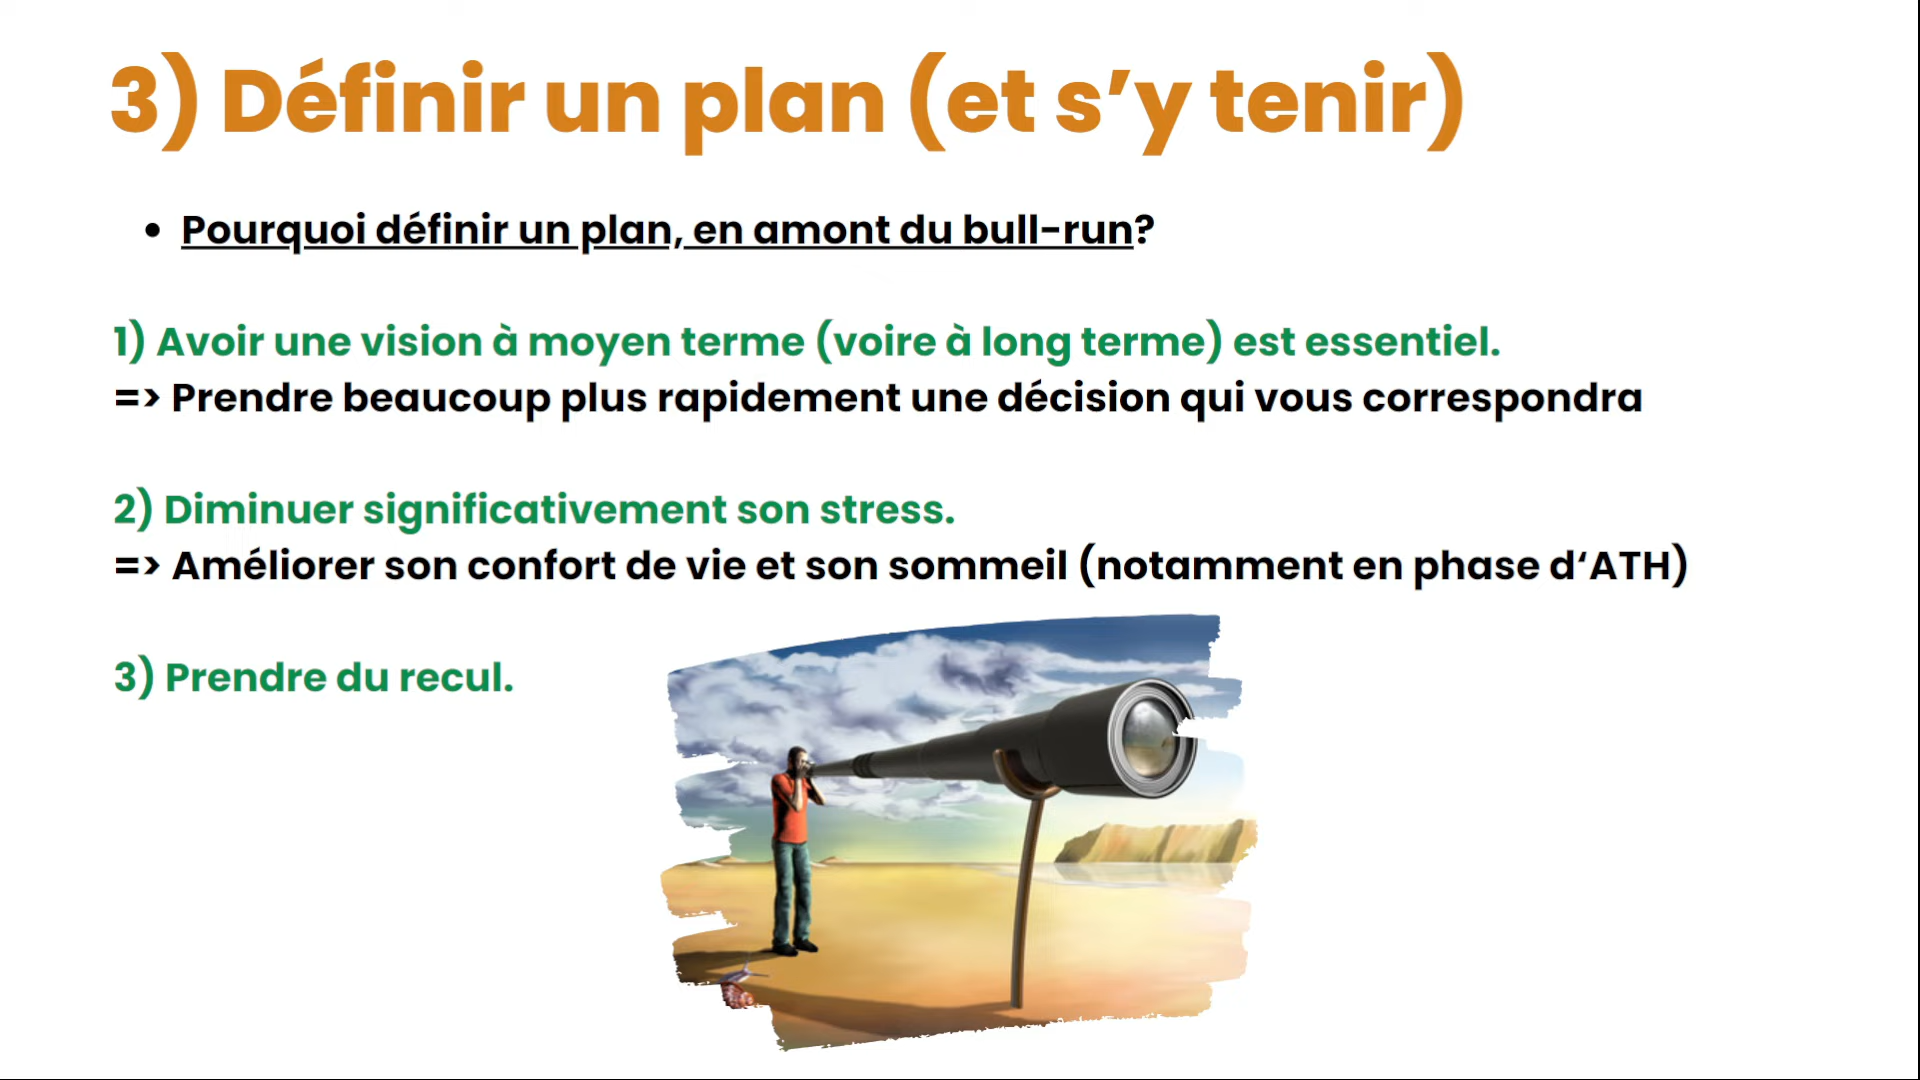 3) Définir un plan (et s’y tenir)
• Pourquoi définir un plan, en amont du bull-run?
1) Avoir une vision à moyen terme (voire à long terme) est essentiel.
=> Prendre beaucoup plus rapidement une décision qui vous correspondra
2) Diminuer significativement son stress.
=> Améliorer son confort de vie et son sommeil (notamment en phase d‘ATH)
3) Prendre du recul.